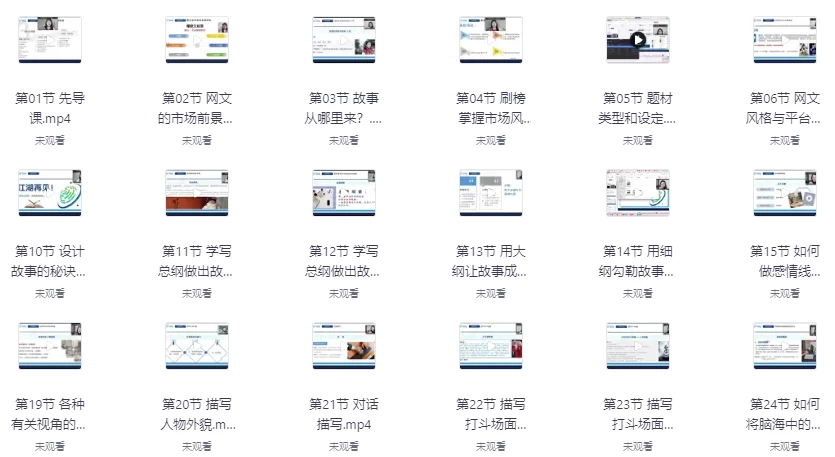 第01节 先导
课.mp4
未观看
第02节 网文
的市场前景...
未观看
第03节 故事
从哪里来？....
未观看
第04节 刷榜
掌握市场风...
未观看
第05节 题材
类型和设定....
未观看
第06节 网文
风格与平台...
未观看
江湖再见!
第10节 设计
故事的秘诀...
未观看
第11节 学写
总纲做出故...
未观看
第12节 学写
总纲做出故...
未观看
第13节 用大
纲让故事成...
未观看
第14节 用细
纲勾勒故事...
未观看
第15节 如何
做感情线...
未观看
第19节 各种
有关视角的...
未观看
第20节 描写
人物外貌.m...
未观看
第21节 对话
描写.mp4
未观看
第22节 描写
打斗场面...
未观看
第23节 描写
打斗场面...
未观看
第24节 如何
将脑海中的...
未观看